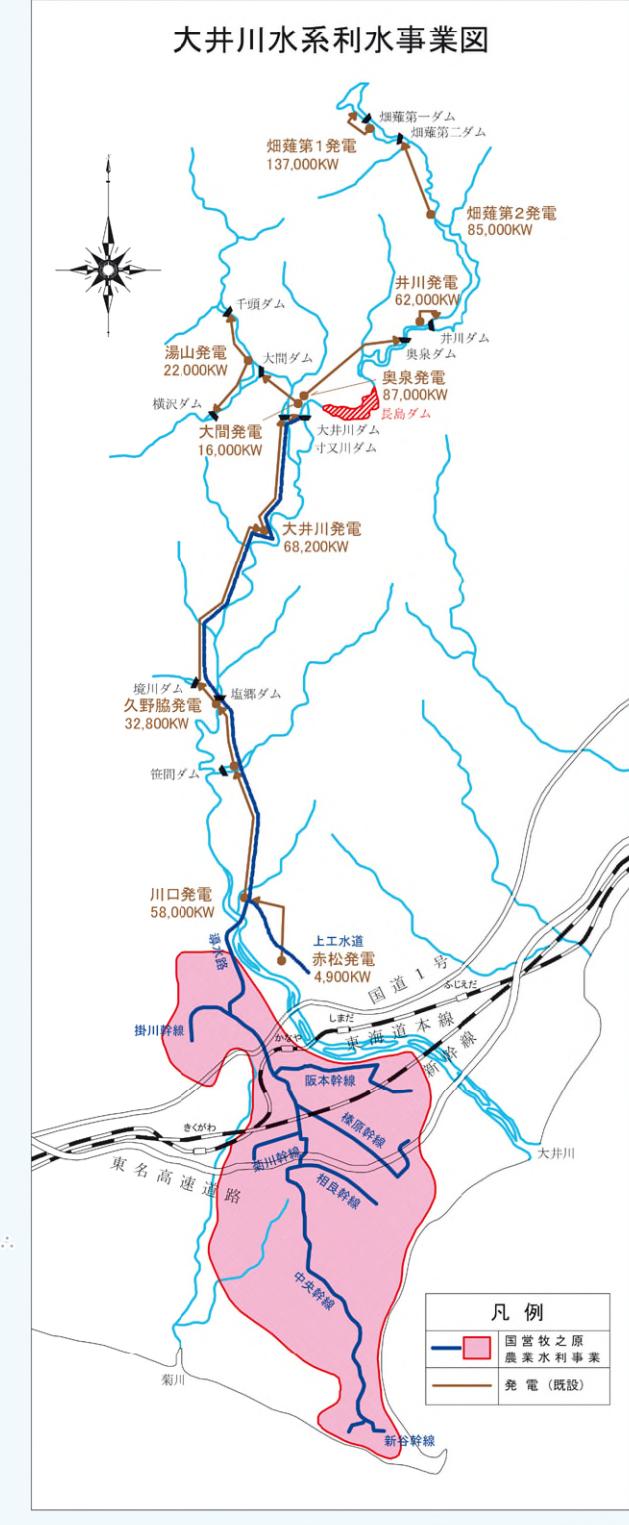 大井川水系利水事業図
畑薙第一ダム
畑薙第二ダム
畑薙第1発電
137,000KW
畑薙第2発電
85,000KW
井川発電
62,000KW
井川ダム
奥泉ダム
千頭ダム
湯山発電
22,000KW
大間ダム
奥泉発電
87,000KW
横沢ダム
長島ダム
大間発電
16,000KW
大井川ダム
寸又川ダム
大井川発電
68,200KW
境川ダム
塩郷ダム
久野脇発電
32,800KW
笹間ダム
川口発電
58,000KW
導水路
上工水道
赤松発電
4,900KW
国道1号
ふじえだ
しまだ
東海道本線
新幹線
かなや
掛川幹線
阪本幹線
榛原幹線
きくがわ
菊川幹線
相良幹線
東名高速道路
大井川
中央幹線
菊川
新谷幹線
凡例
国営牧之原
農業水利事業
発電(既設)